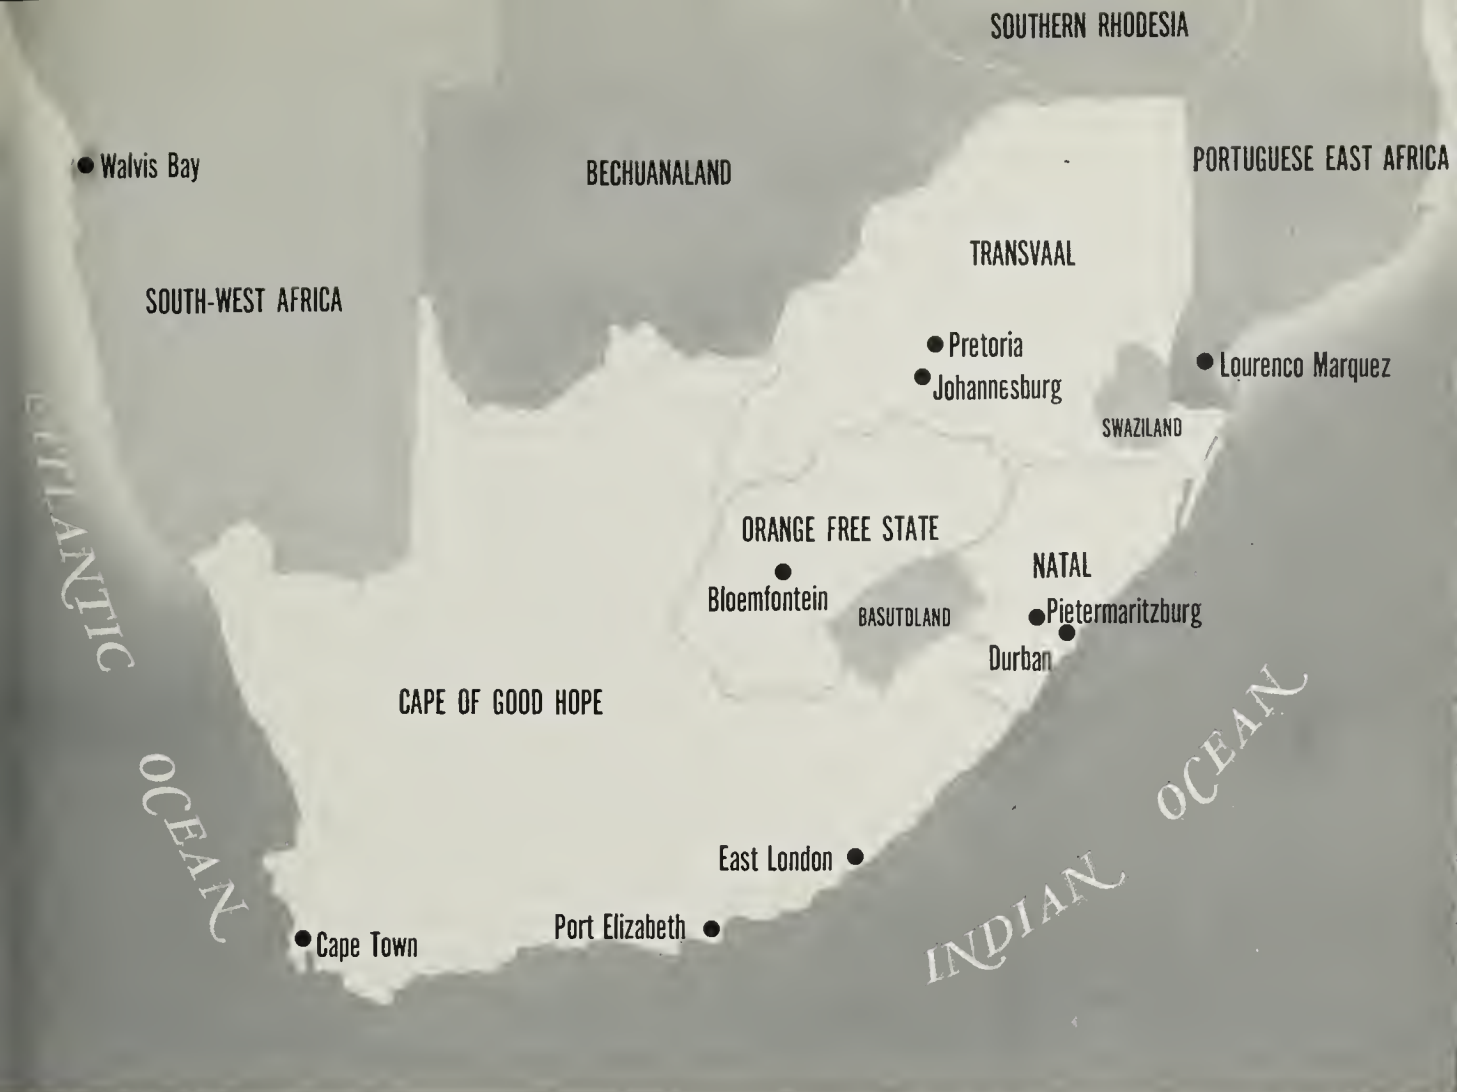 SOUTHERN RHODESIA
Walvis Bay
BECHUANALAND
PORTUGUESE EAST AFRICA
TRANSVAAL
SOUTH-WEST AFRICA
Pretoria
Johannesburg
Lourenco Marquez
SWAZILAND
ATLANTIC
OCEAN
ORANGE FREE STATE
Bloemfontein
NATAL
BASUTOLAND
Pietermaritzburg
Durban
CAPE OF GOOD HOPE
INDIAN OCEAN
East London
Port Elizabeth
Cape Town